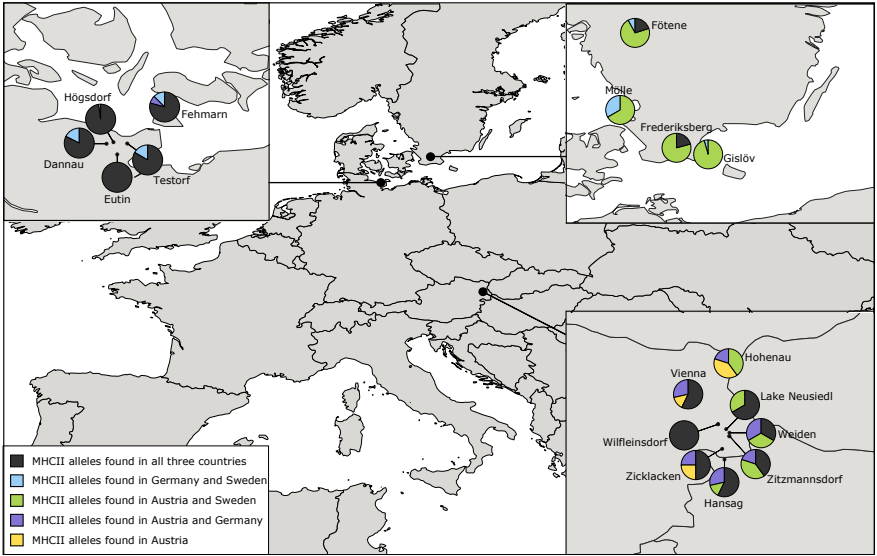 Högsdorf
Fehmarn
Dannau
Testorf
Eutin
Fötene
Mölle
Frederiksberg
Gislöv
Hohenau
Vienna
Lake Neusiedl
Wilfleinsdorf
Weiden
Zicklacken
Zitzmannsdorf
Hansag
MHCII alleles found in all three countries
MHCII alleles found in Germany and Sweden
MHCII alleles found in Austria and Sweden
MHCII alleles found in Austria and Germany
MHCII alleles found in Austria